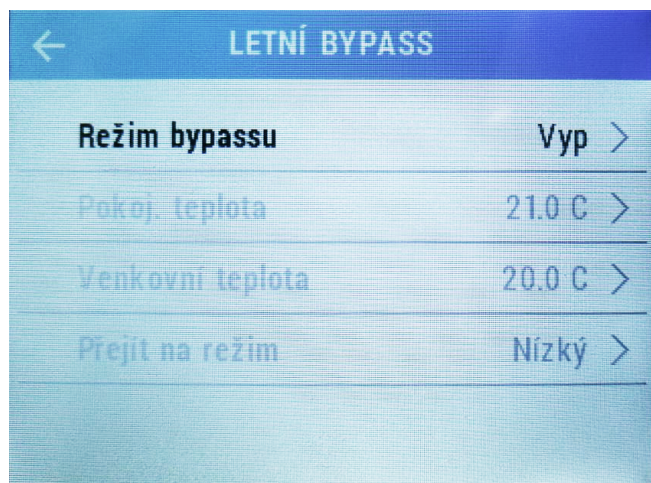 LETNÍ BYPASS
Režim bypassu Vyp
Pokoj. teplota 21.0 C
Venkovní teplota 20.0 C
Přejít na režim Nízký